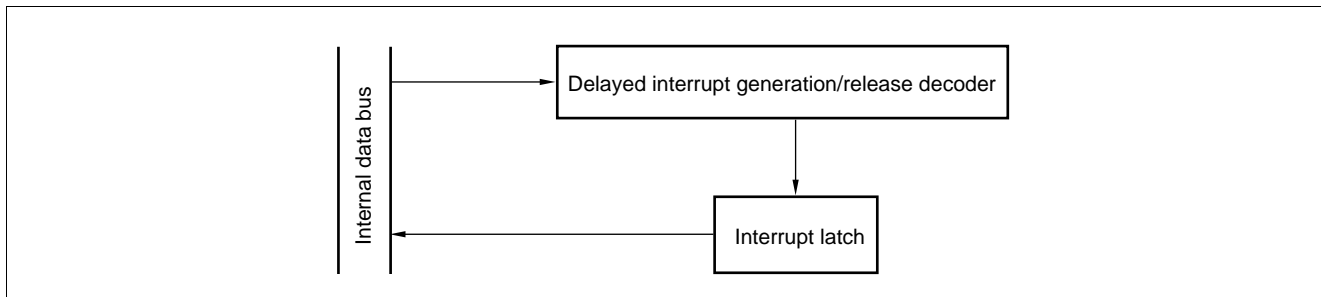 Internal data bus
Delayed interrupt generation/release decoder
Interrupt latch